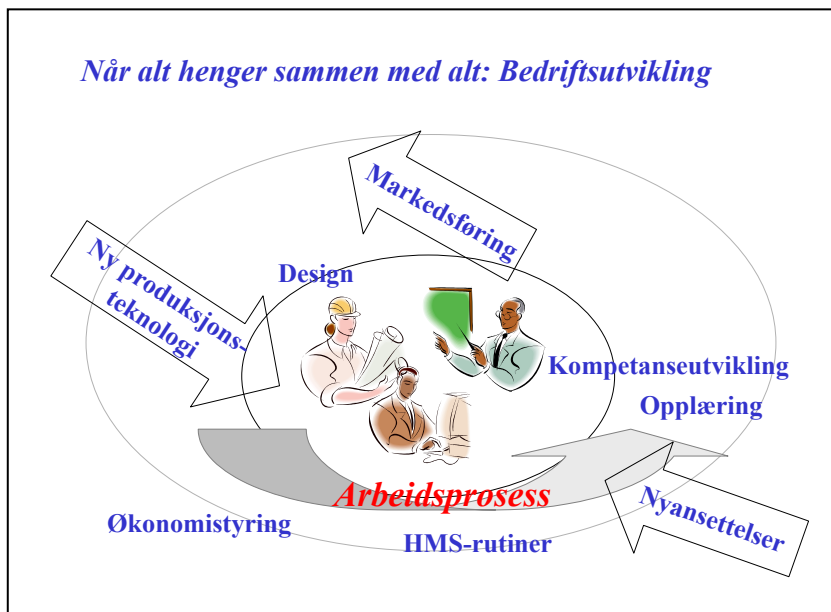 Når alt henger sammen med alt: Bedriftsutvikling
Markedsføring
Ny produksjons-
teknologi
Design
Kompetanseutvikling
Opplæring
Arbeidsprosess
Økonomistyring
HMS-rutiner
Nyansettelser